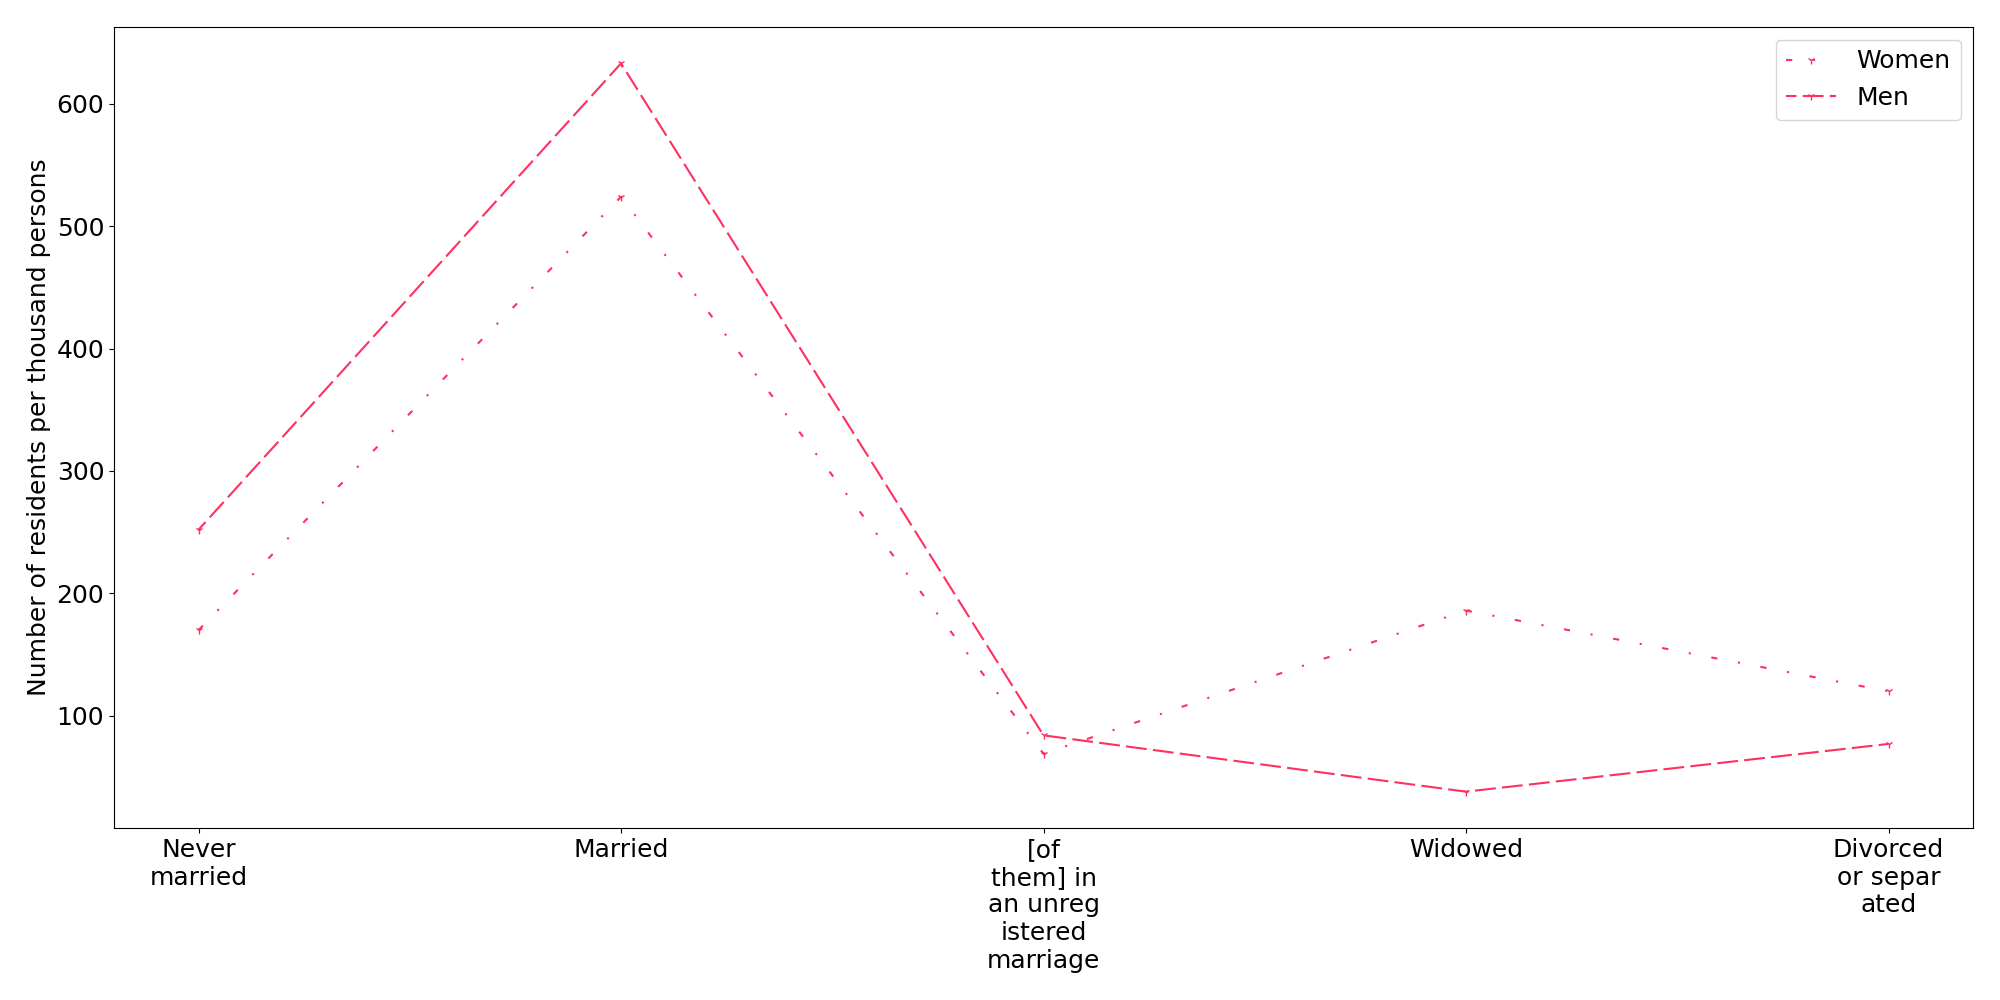 Women
Men
Number of residents per thousand persons
600
500
400
300
200
100
Never
married
Married
[of
them] in
an unreg
istered
marriage
Widowed
Divorced
or separ
ated